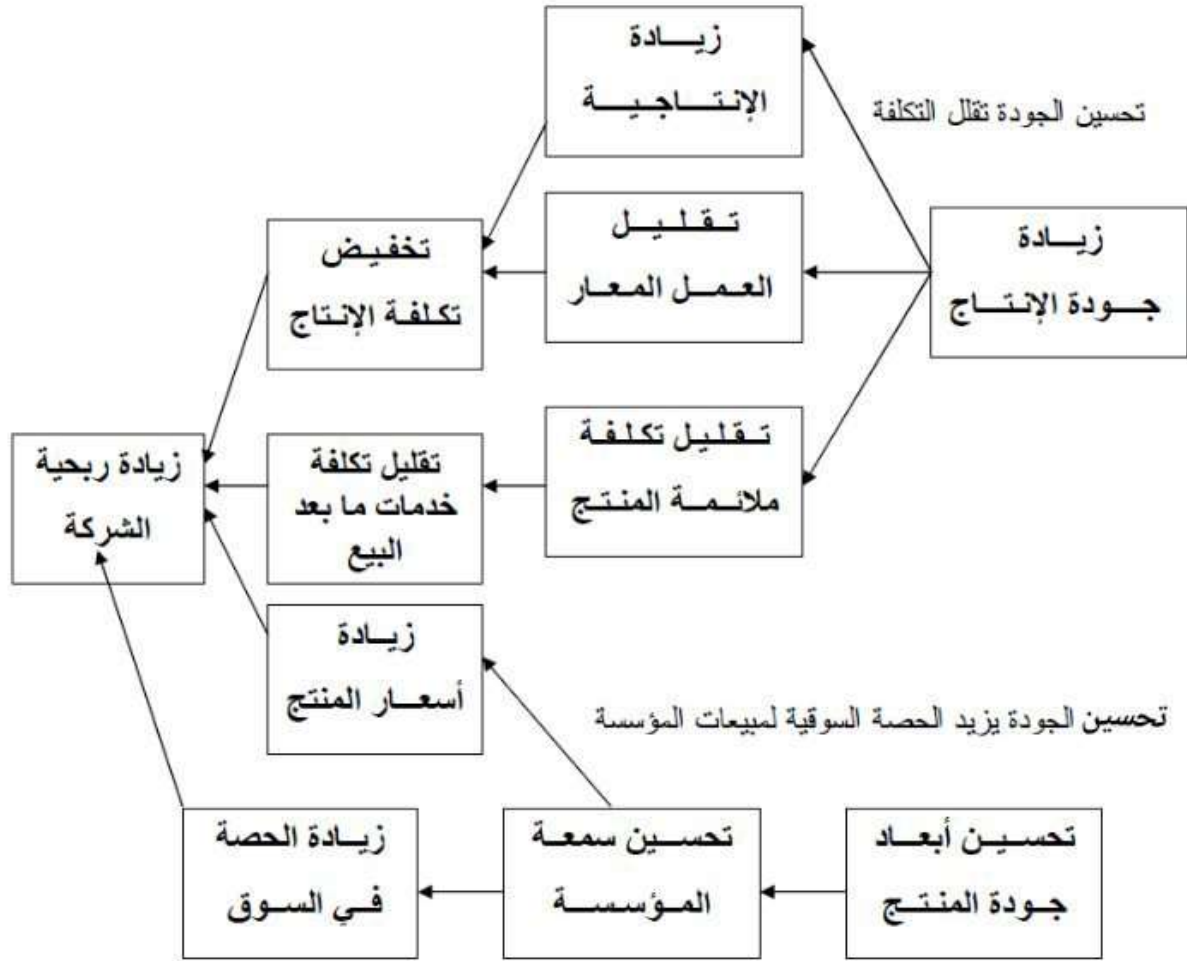 زيادة
الإنتاجية
تحسين الجودة تقلل التكلفة
زيادة
جودة الإنتاج
تقليل
العمل المعار
تخفيض
تكلفة الإنتاج
تقليل تكلفة
ملائمة المنتج
تقليل تكلفة
خدمات ما بعد
البيع
زيادة ربحية
الشركة
زيادة
أسعار المنتج
تحسين الجودة يزيد الحصة السوقية لمبيعات المؤسسة
تحسين أبعاد
جودة المنتج
تحسين سمعة
المؤسسة
زيادة الحصة
في السوق